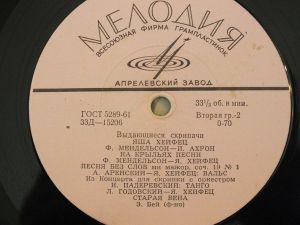 МЕЛОДИЯ
ВСЕСОЮЗНАЯ ФИРМА ГРАМПЛАСТИНОК
АПРЕЛЕВСКИЙ ЗАВОД
ГОСТ 5289-61
33Д—15206
33⅓ об. в мин.
Вторая гр.-2
0-70
Выдающиеся скрипачи
ЯША ХЕЙФЕЦ
Ф. МЕНДЕЛЬСОН—И. АХРОН
НА КРЫЛЬЯХ ПЕСНИ
Ф. МЕНДЕЛЬСОН—Я. ХЕЙФЕЦ
ПЕСНЯ БЕЗ СЛОВ ми мажор, соч. 19 № 1
А. АРЕНСКИЙ—Я. ХЕЙФЕЦ: ВАЛЬС
Из Концерта для скрипки с оркестром
И. ПАДЕРЕВСКИЙ: ТАНГО
Л. ГОДОВСКИЙ—Я. ХЕЙФЕЦ
СТАРАЯ ВЕНА
Э. Бей (ф-но)